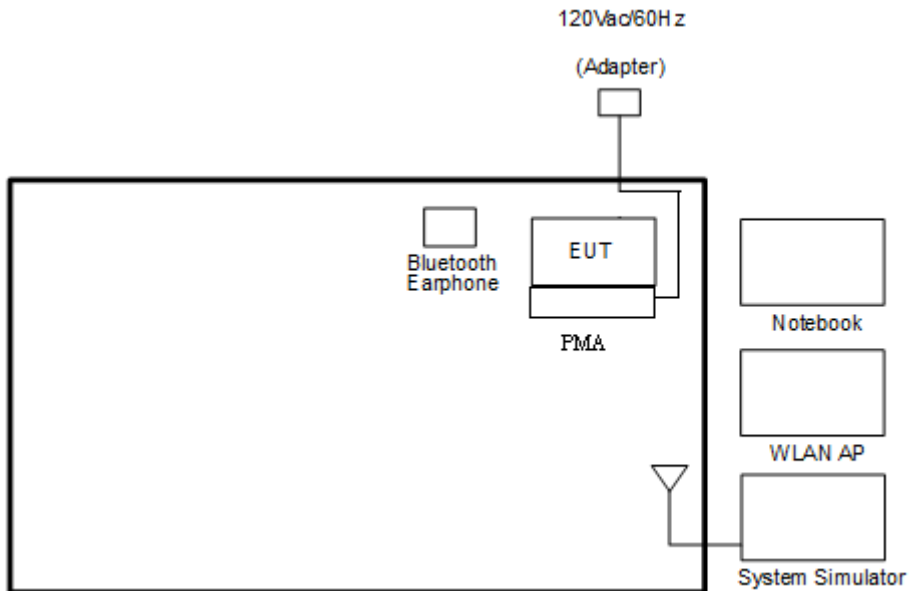 120Vac/60Hz
(Adapter)
EUT
Bluetooth
Earphone
PMA
Notebook
WLAN AP
System Simulator